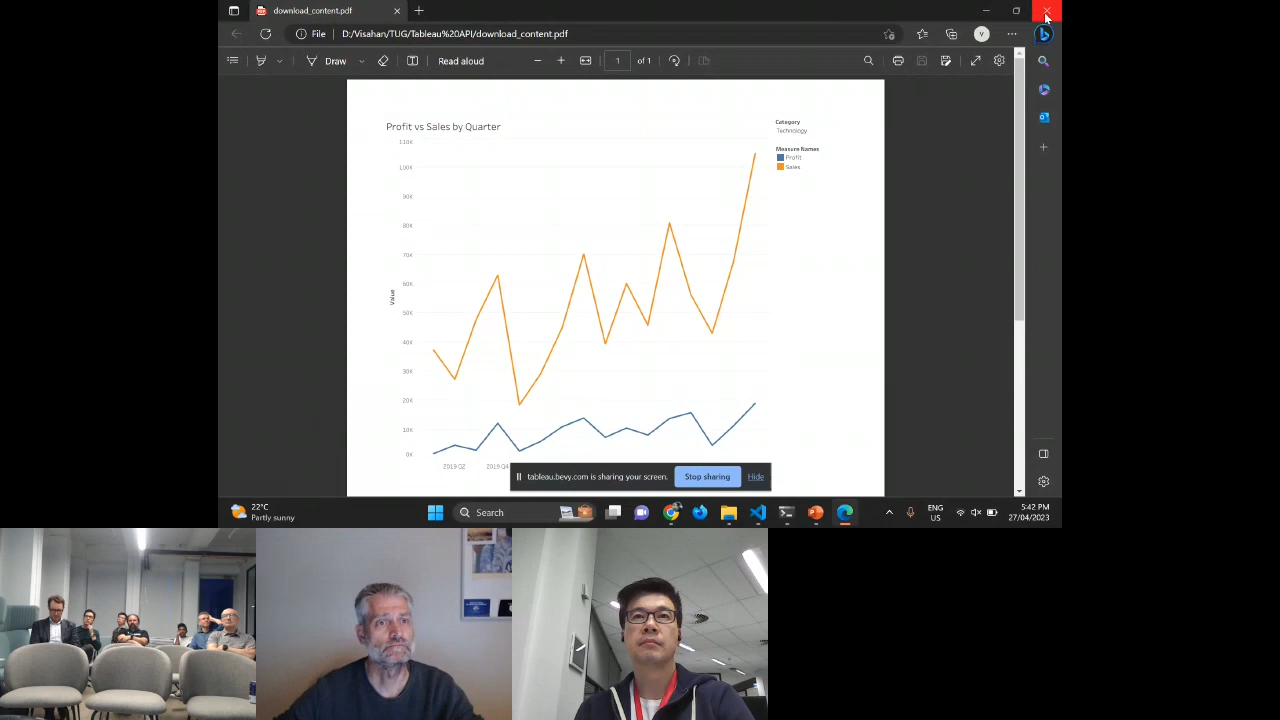 download_content.pdf
File D:/Visahan/TUG/Tableau%20API/download_content.pdf
V
Draw
Read aloud
1
of 1
Profit vs Sales by Quarter
Category
Technology
Measure Names
Profit
Sales
110K
100K
90K
80K
70K
60K
50K
40K
30K
20K
10K
0K
Value
2019 Q2
2019 Q4
tableau.bevy.com is sharing your screen.
Stop sharing
Hide
22°C
Partly sunny
Search
ENG
US
5:42 PM
27/04/2023